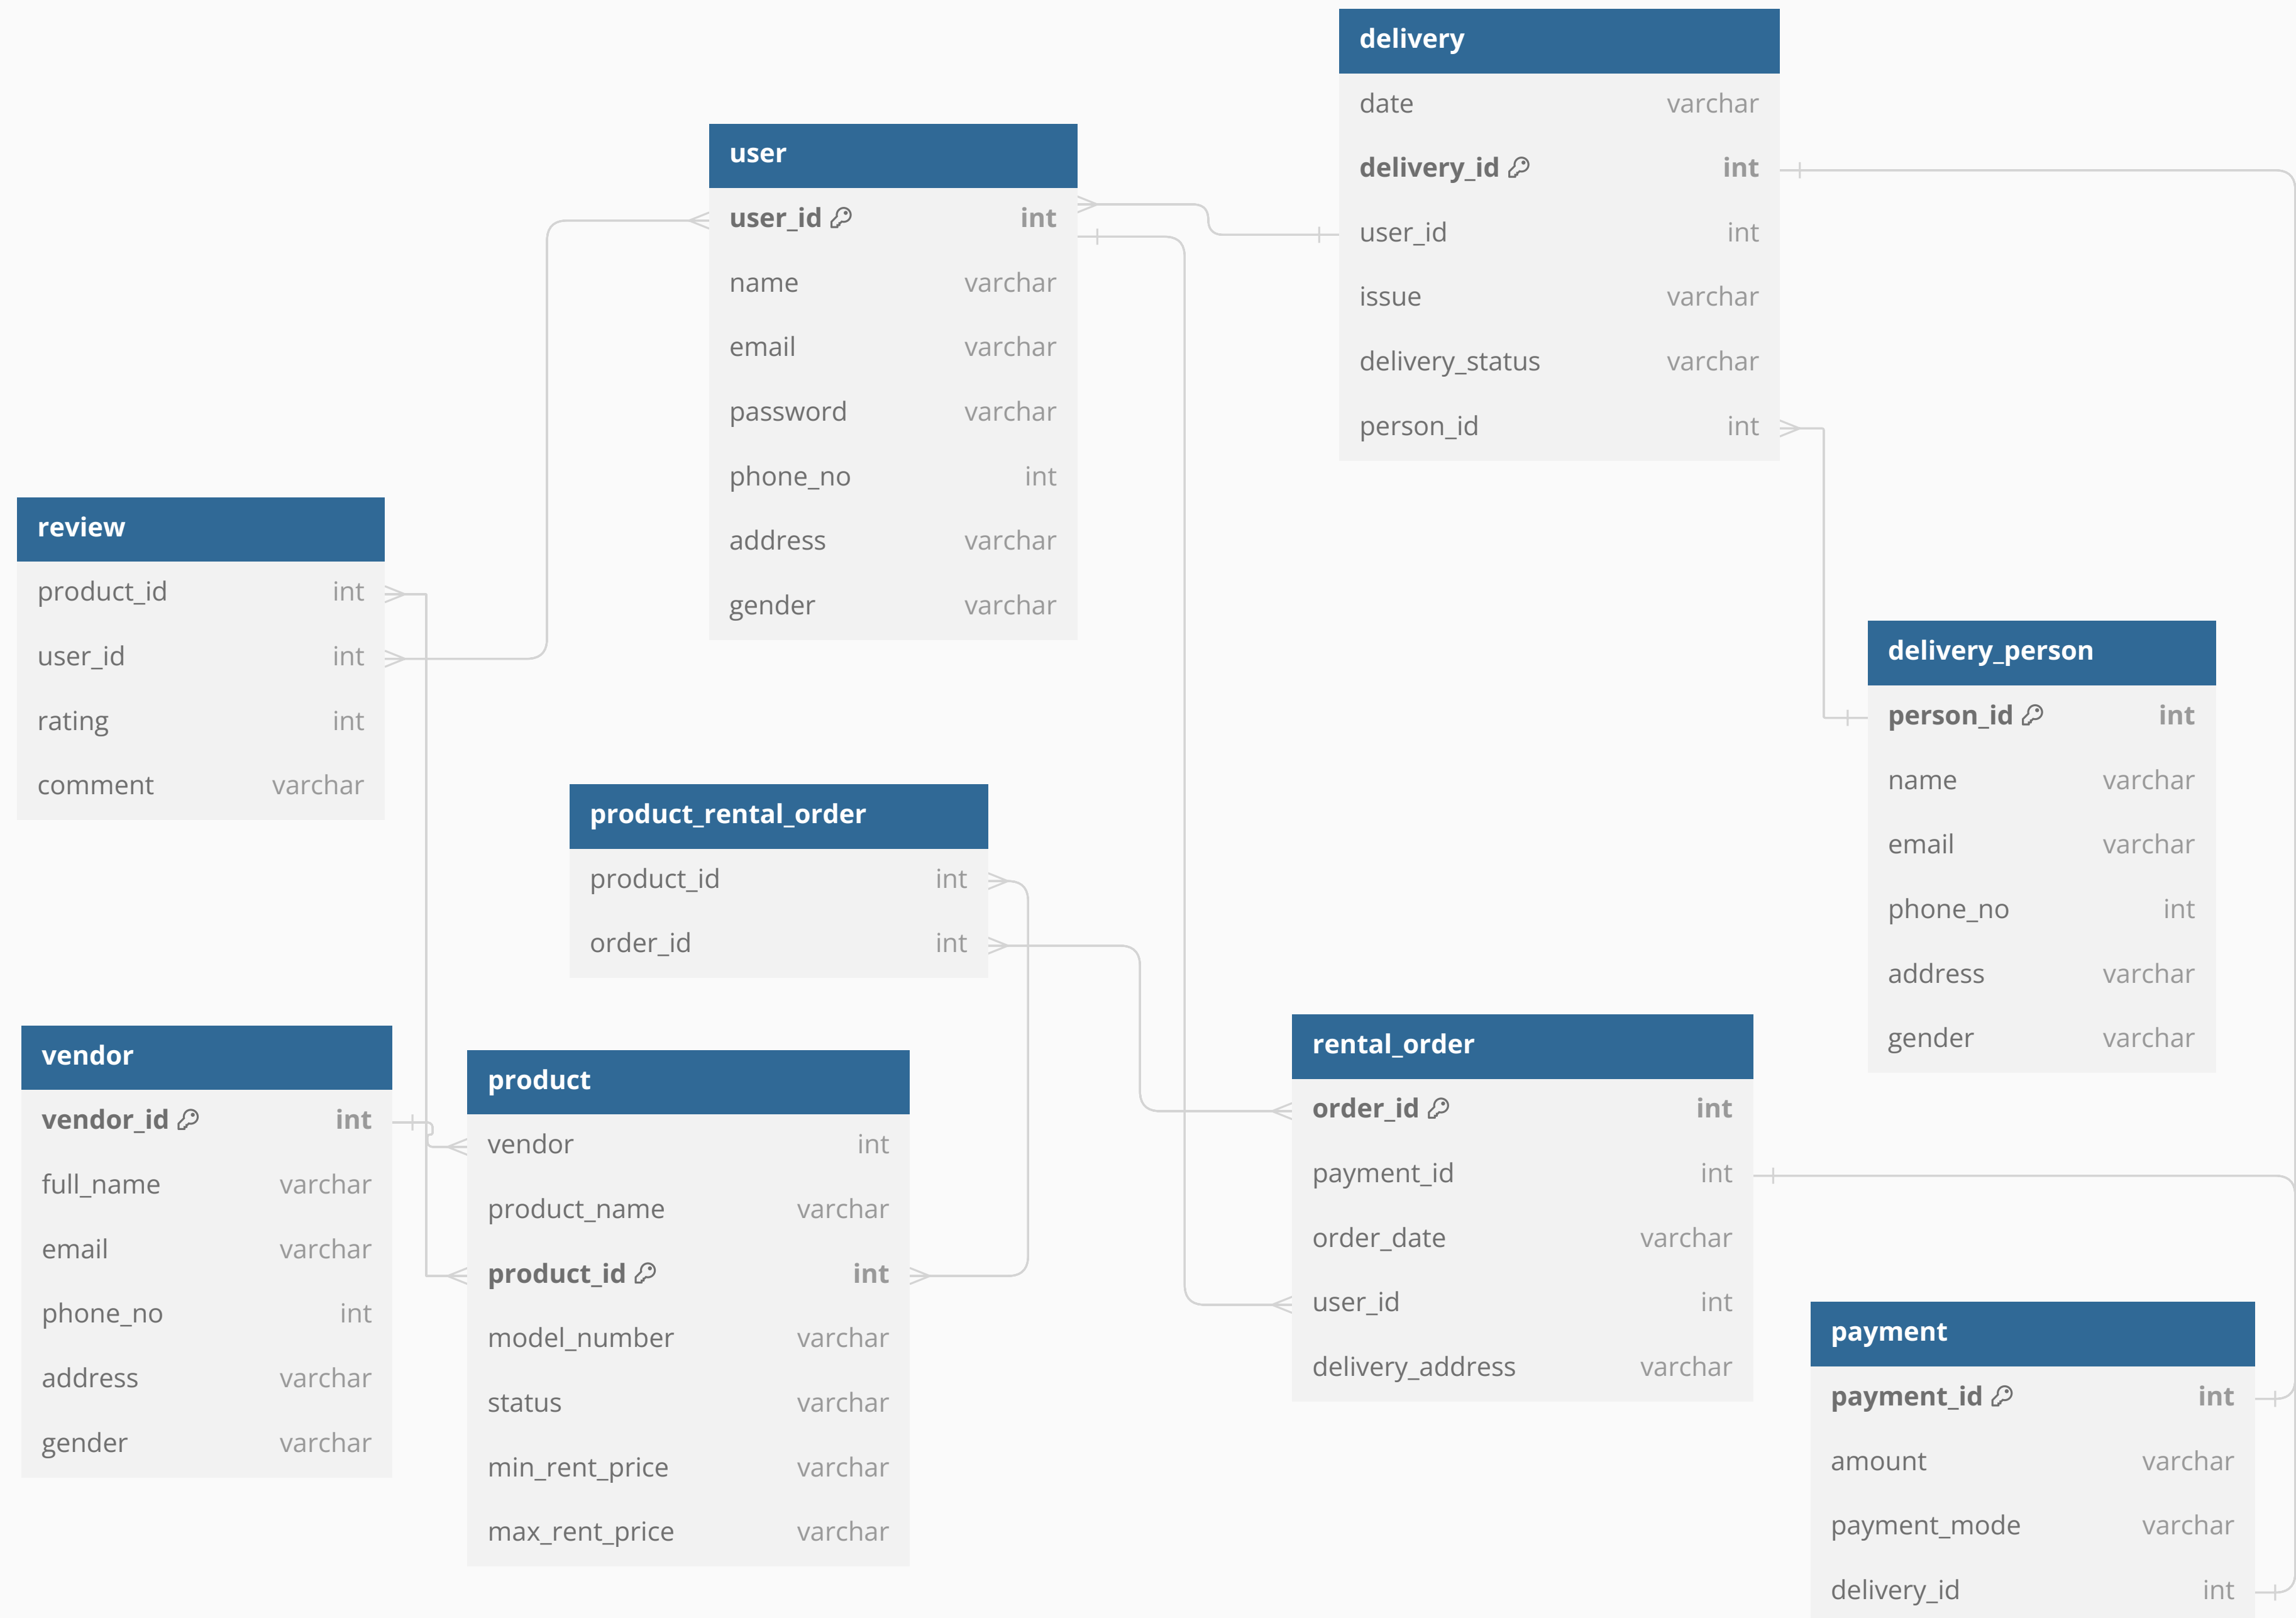 delivery
date varchar
delivery_id int
user_id int
issue varchar
delivery_status varchar
person_id int
user
user_id int
name varchar
email varchar
password varchar
phone_no int
address varchar
gender varchar
review
product_id int
user_id int
rating int
comment varchar
delivery_person
person_id int
name varchar
email varchar
phone_no int
address varchar
gender varchar
product_rental_order
product_id int
order_id int
vendor
vendor_id int
full_name varchar
email varchar
phone_no int
address varchar
gender varchar
product
vendor int
product_name varchar
product_id int
model_number varchar
status varchar
min_rent_price varchar
max_rent_price varchar
rental_order
order_id int
payment_id int
order_date varchar
user_id int
delivery_address varchar
payment
payment_id int
amount varchar
payment_mode varchar
delivery_id int